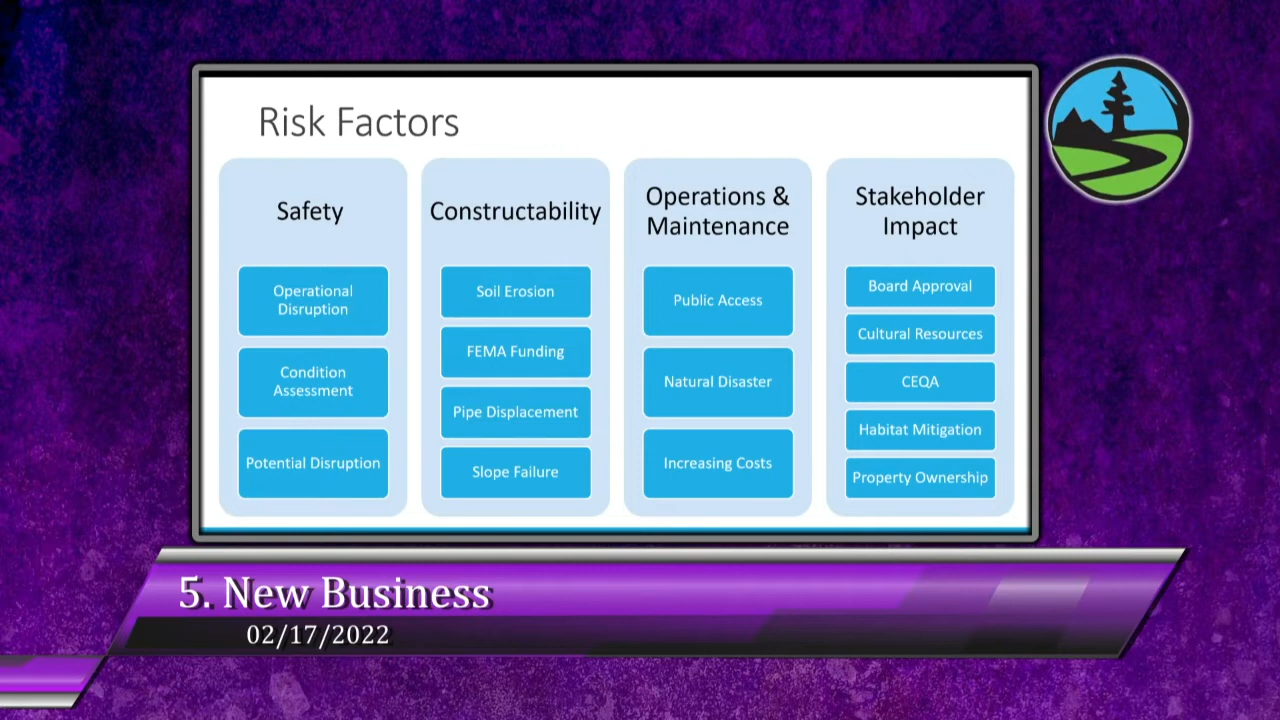 Risk Factors
Safety
Operational
Disruption
Condition
Assessment
Potential Disruption
Constructability
Soil Erosion
FEMA Funding
Pipe Displacement
Slope Failure
Operations &
Maintenance
Public Access
Natural Disaster
Increasing Costs
Stakeholder
Impact
Board Approval
Cultural Resources
CEQA
Habitat Mitigation
Property Ownership
5. New Business
02/17/2022